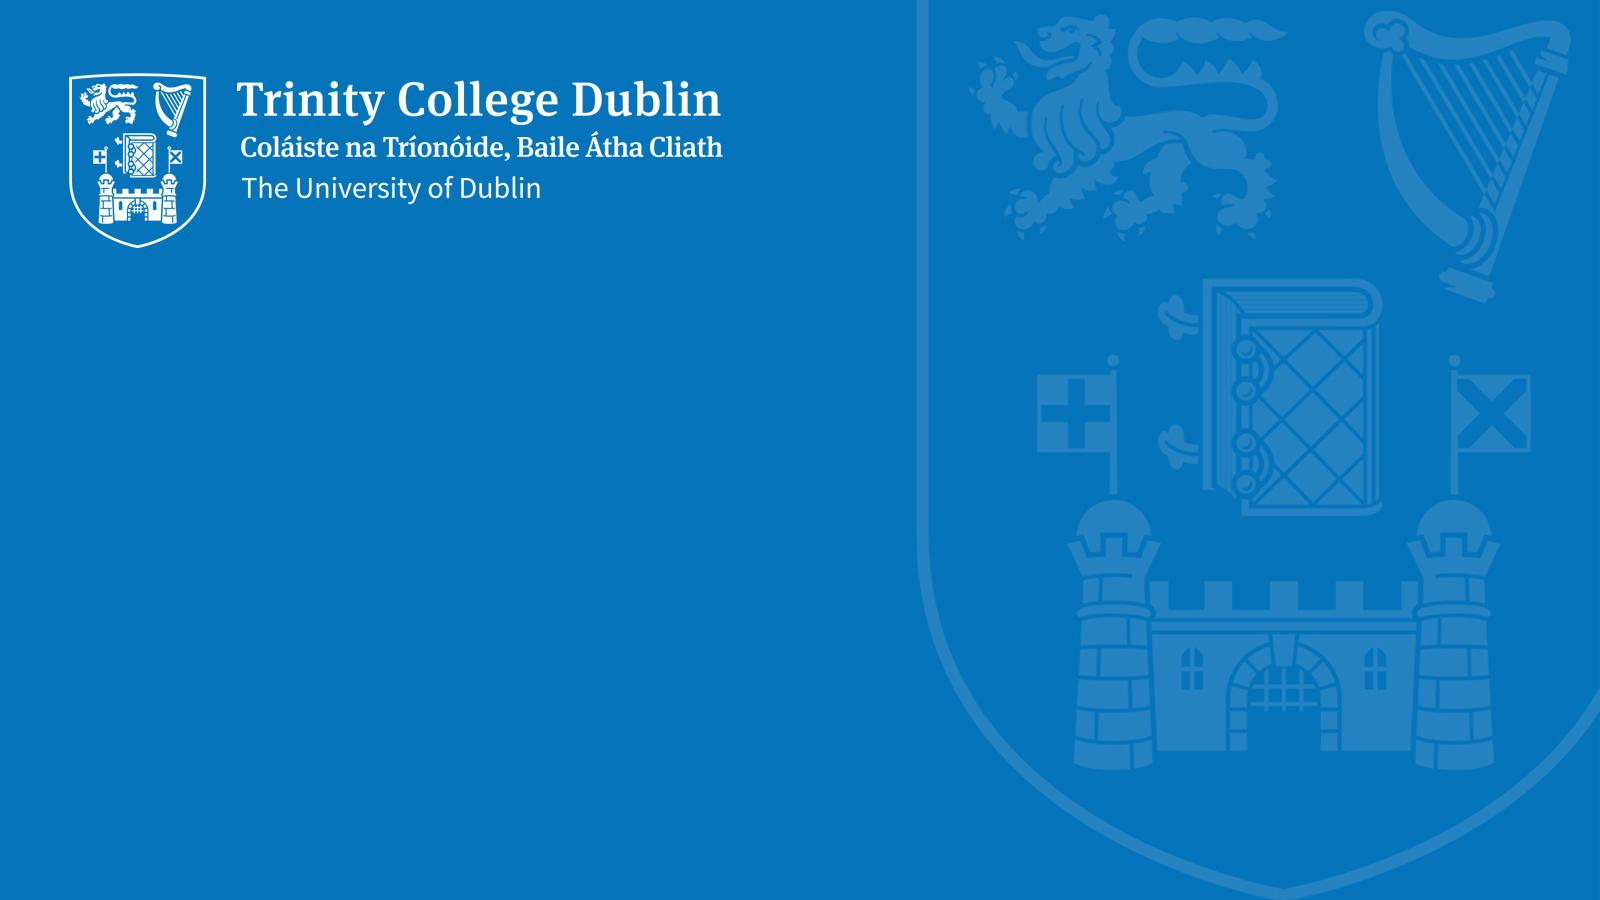 Trinity College Dublin
Coláiste na Tríonóide, Baile Átha Cliath
The University of Dublin